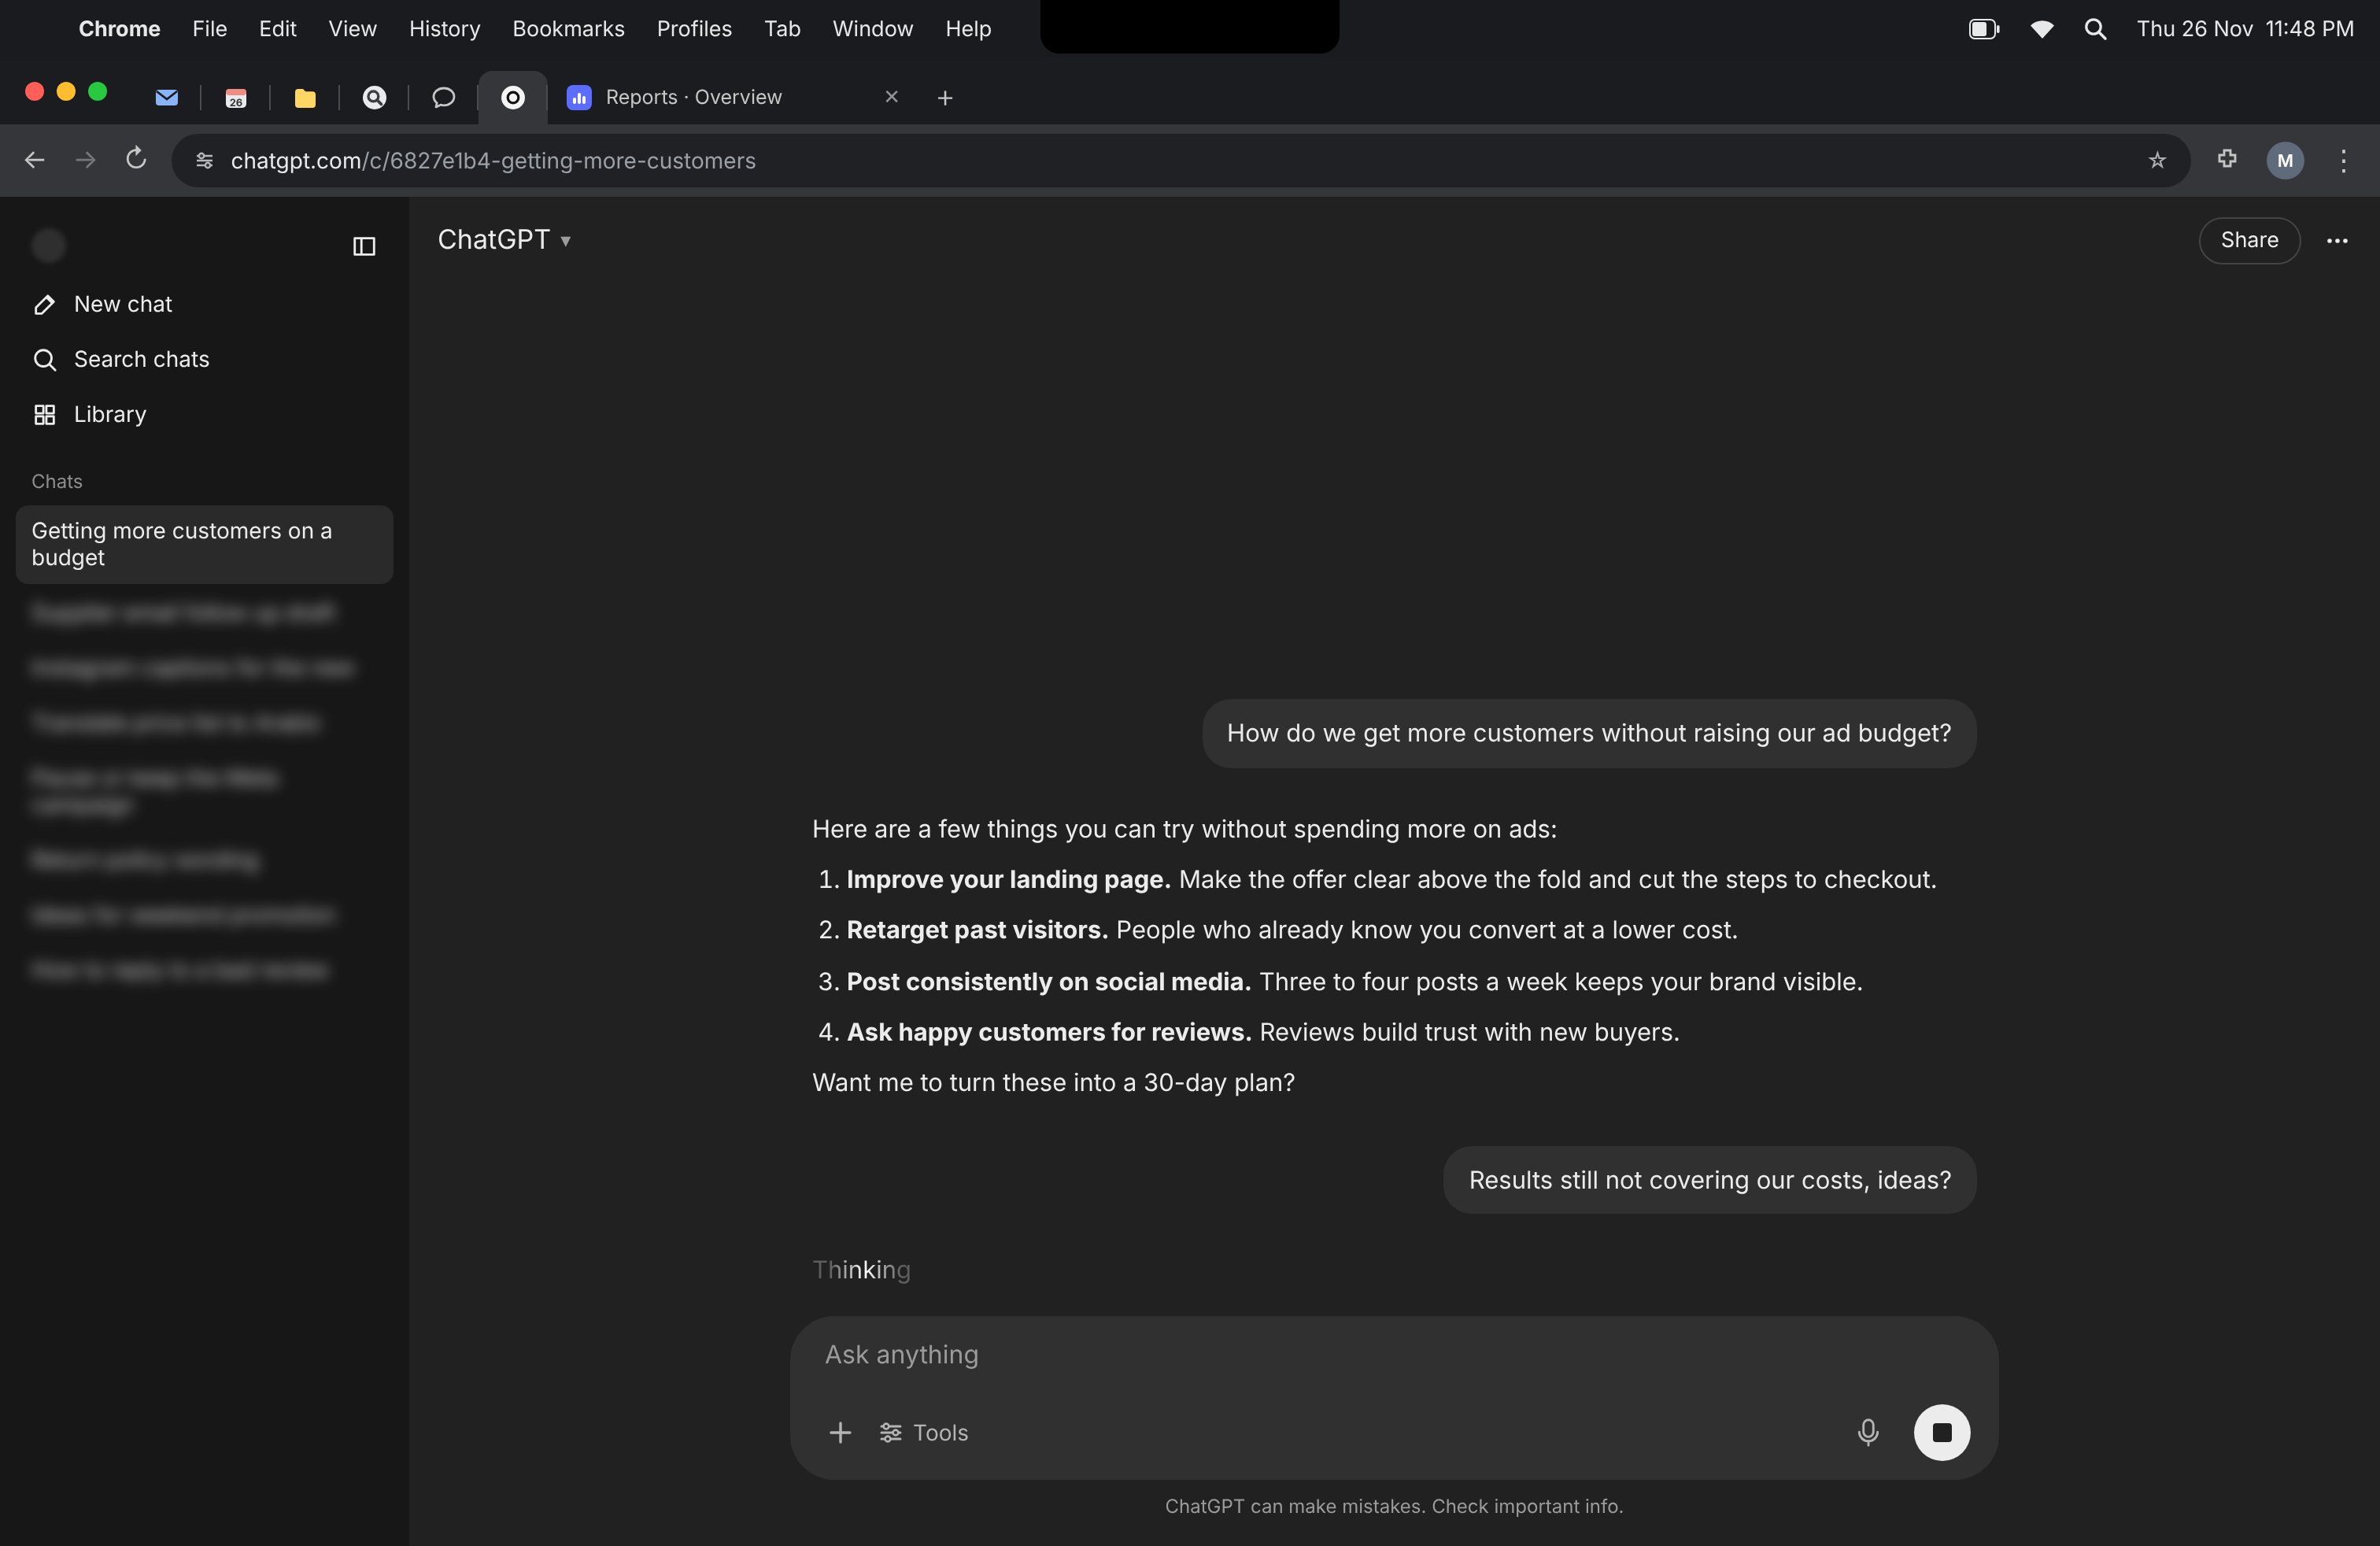 Chrome File Edit View History Bookmarks Profiles Tab Window Help
Thu 26 Nov 11:48 PM
26
Reports · Overview
chatgpt.com/c/6827e1b4-getting-more-customers
M
ChatGPT
Share
New chat
Search chats
Library
Chats
Getting more customers on a
budget
How do we get more customers without raising our ad budget?
Here are a few things you can try without spending more on ads:
1. Improve your landing page. Make the offer clear above the fold and cut the steps to checkout.
2. Retarget past visitors. People who already know you convert at a lower cost.
3. Post consistently on social media. Three to four posts a week keeps your brand visible.
4. Ask happy customers for reviews. Reviews build trust with new buyers.
Want me to turn these into a 30-day plan?
Results still not covering our costs, ideas?
Thinking
Ask anything
Tools
ChatGPT can make mistakes. Check important info.